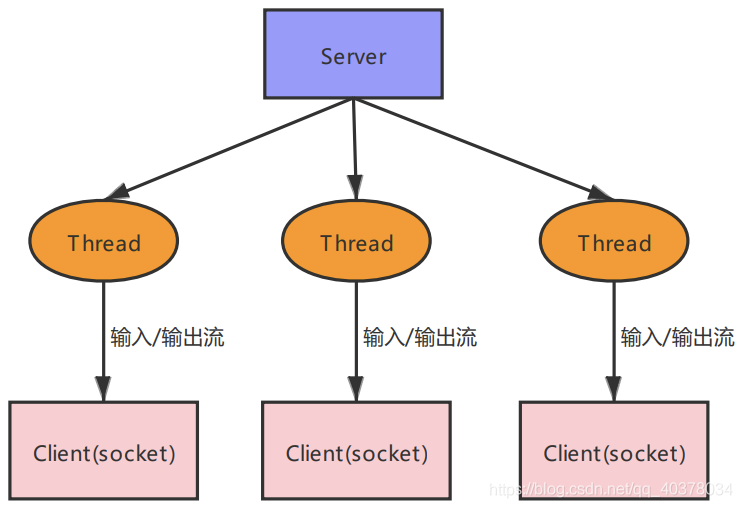 Server
Thread
Thread
Thread
输入/输出流
输入/输出流
输入/输出流
Client(socket)
Client(socket)
Client(socket)
https://blog.csdn.net/qq_40378034